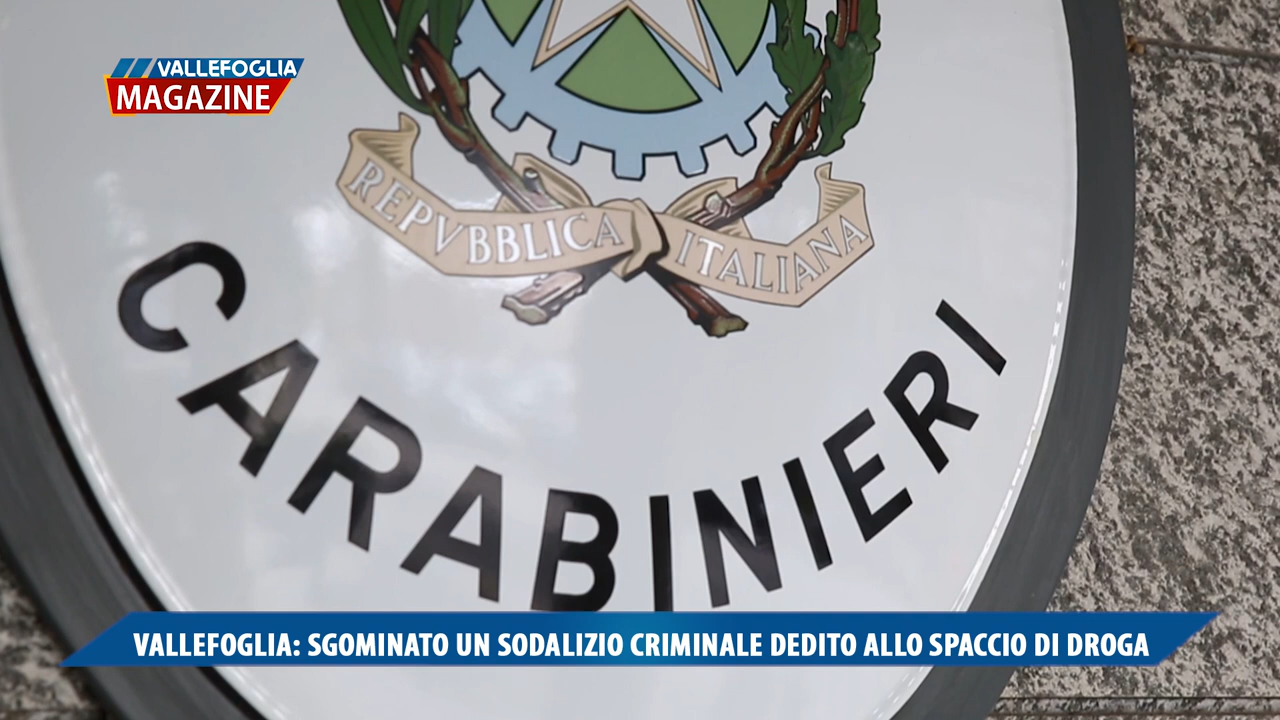 VALLEFOGLIA
MAGAZINE
REPVBBLICA ITALIANA
CARABINIERI
VALLEFOGLIA: SGOMINATO UN SODALIZIO CRIMINALE DEDITO ALLO SPACCIO DI DROGA